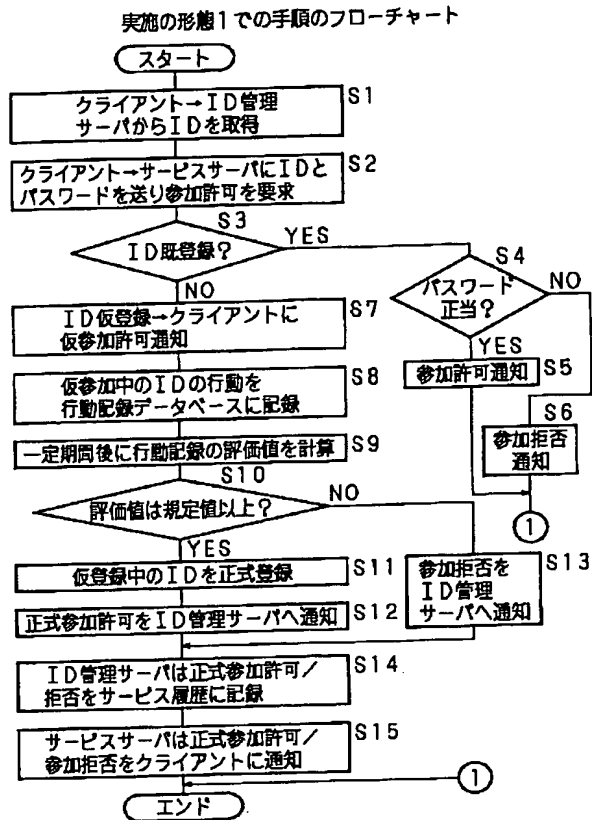 実施の形態1での手順のフローチャート
スタート
クライアント→ID管理
サーバからIDを取得
S1
クライアント→サービスサーバにIDと
パスワードを送り参加許可を要求
S2
S3
ID既登録?
YES
NO
S4
パスワード
正当?
NO
YES
参加許可通知
S5
S6
参加拒否
通知
①
ID仮登録→クライアントに
仮参加許可通知
S7
仮参加中のIDの行動を
行動記録データベースに記録
S8
一定期間後に行動記録の評価値を計算
S9
S10
評価値は規定値以上?
NO
YES
仮登録中のIDを正式登録
S11
正式参加許可をID管理サーバへ通知
S12
参加拒否を
ID管理
サーバへ通知
S13
ID管理サーバは正式参加許可/
拒否をサービス履歴に記録
S14
サービスサーバは正式参加許可/
参加拒否をクライアントに通知
S15
①
エンド